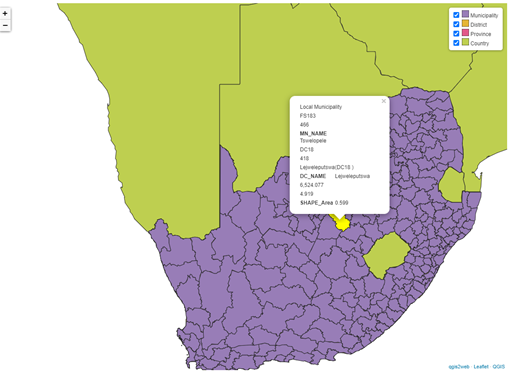 +
−
Municipality
District
Province
Country
×
Local Municipality
FS183
466
MN_NAME
Tswelopele
DC18
418
Lejweleputswa(DC18 )
DC_NAME Lejweleputswa
6,524.077
4.919
SHAPE_Area 0.599
qgis2web · Leaflet · QGIS